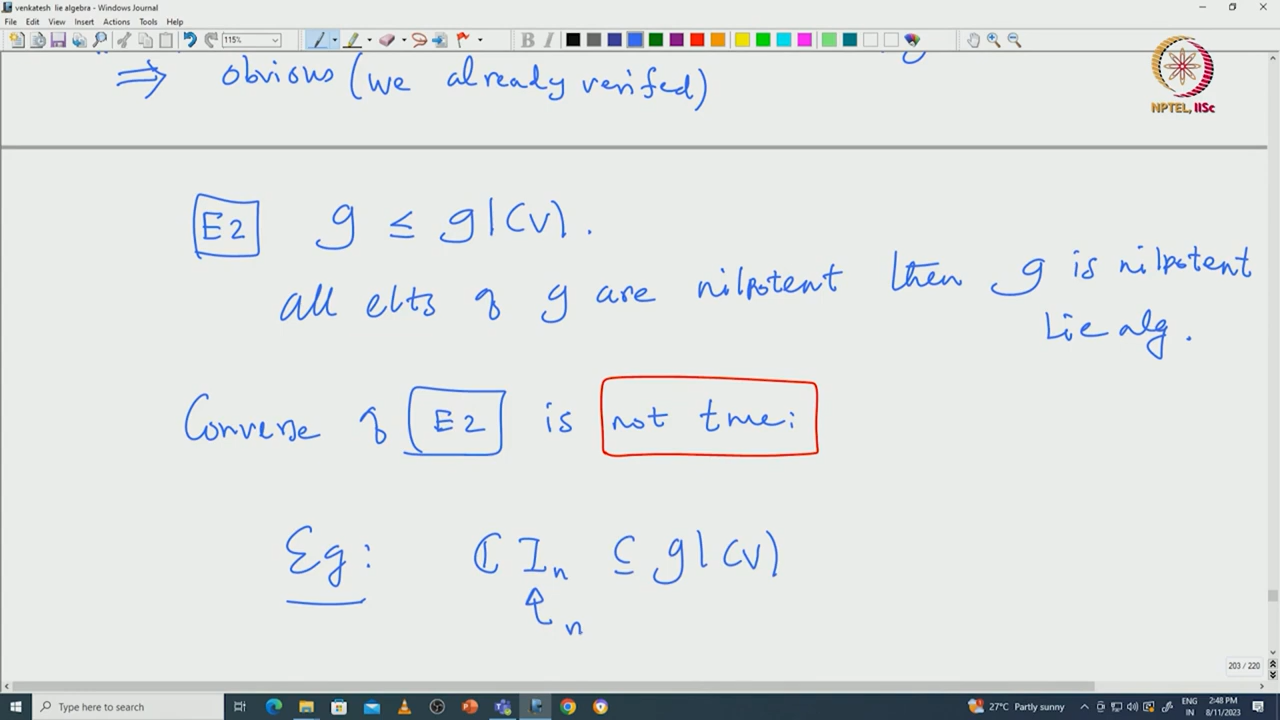 venkatesh lie algebra - Windows Journal
File Edit View Insert Actions Tools Help
115%
B I
⇒ obvious (we already verifed)
NPTEL, IISc
E2 g ≤ gl(V).
all elts of g are nilpotent then g is nilpotent
Lie alg.
Converse of E2 is not true:
Eg: ℂ Iₙ ⊆ gl(V)
↑ n
203 / 220
Type here to search
27°C Partly sunny
ENG
IN
2:48 PM
8/11/2023